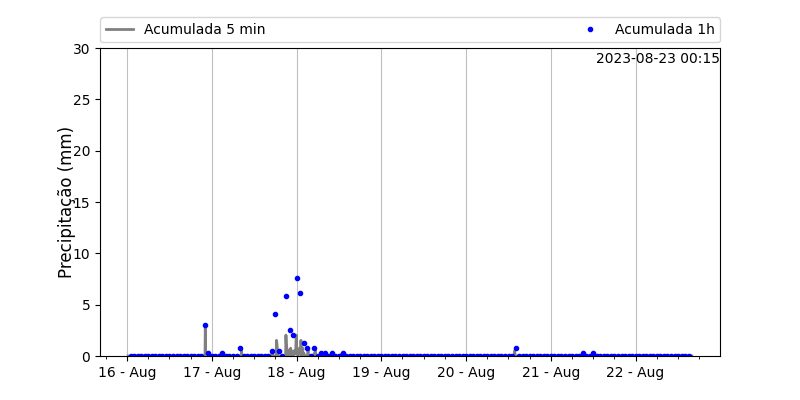 Acumulada 5 min
Acumulada 1h
2023-08-23 00:15
Precipitação (mm)
30
25
20
15
10
5
0
16 - Aug
17 - Aug
18 - Aug
19 - Aug
20 - Aug
21 - Aug
22 - Aug